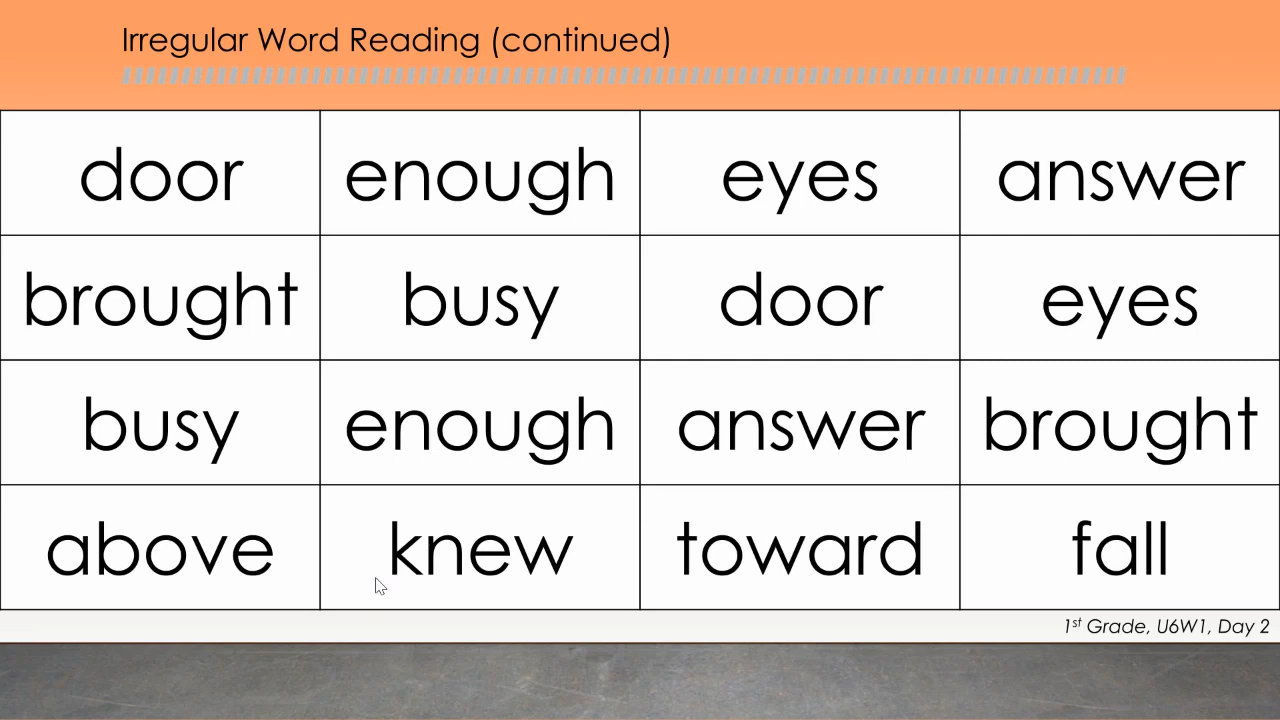 Irregular Word Reading (continued)
door enough eyes answer
brought busy door eyes
busy enough answer brought
above knew toward fall
1st Grade, U6W1, Day 2